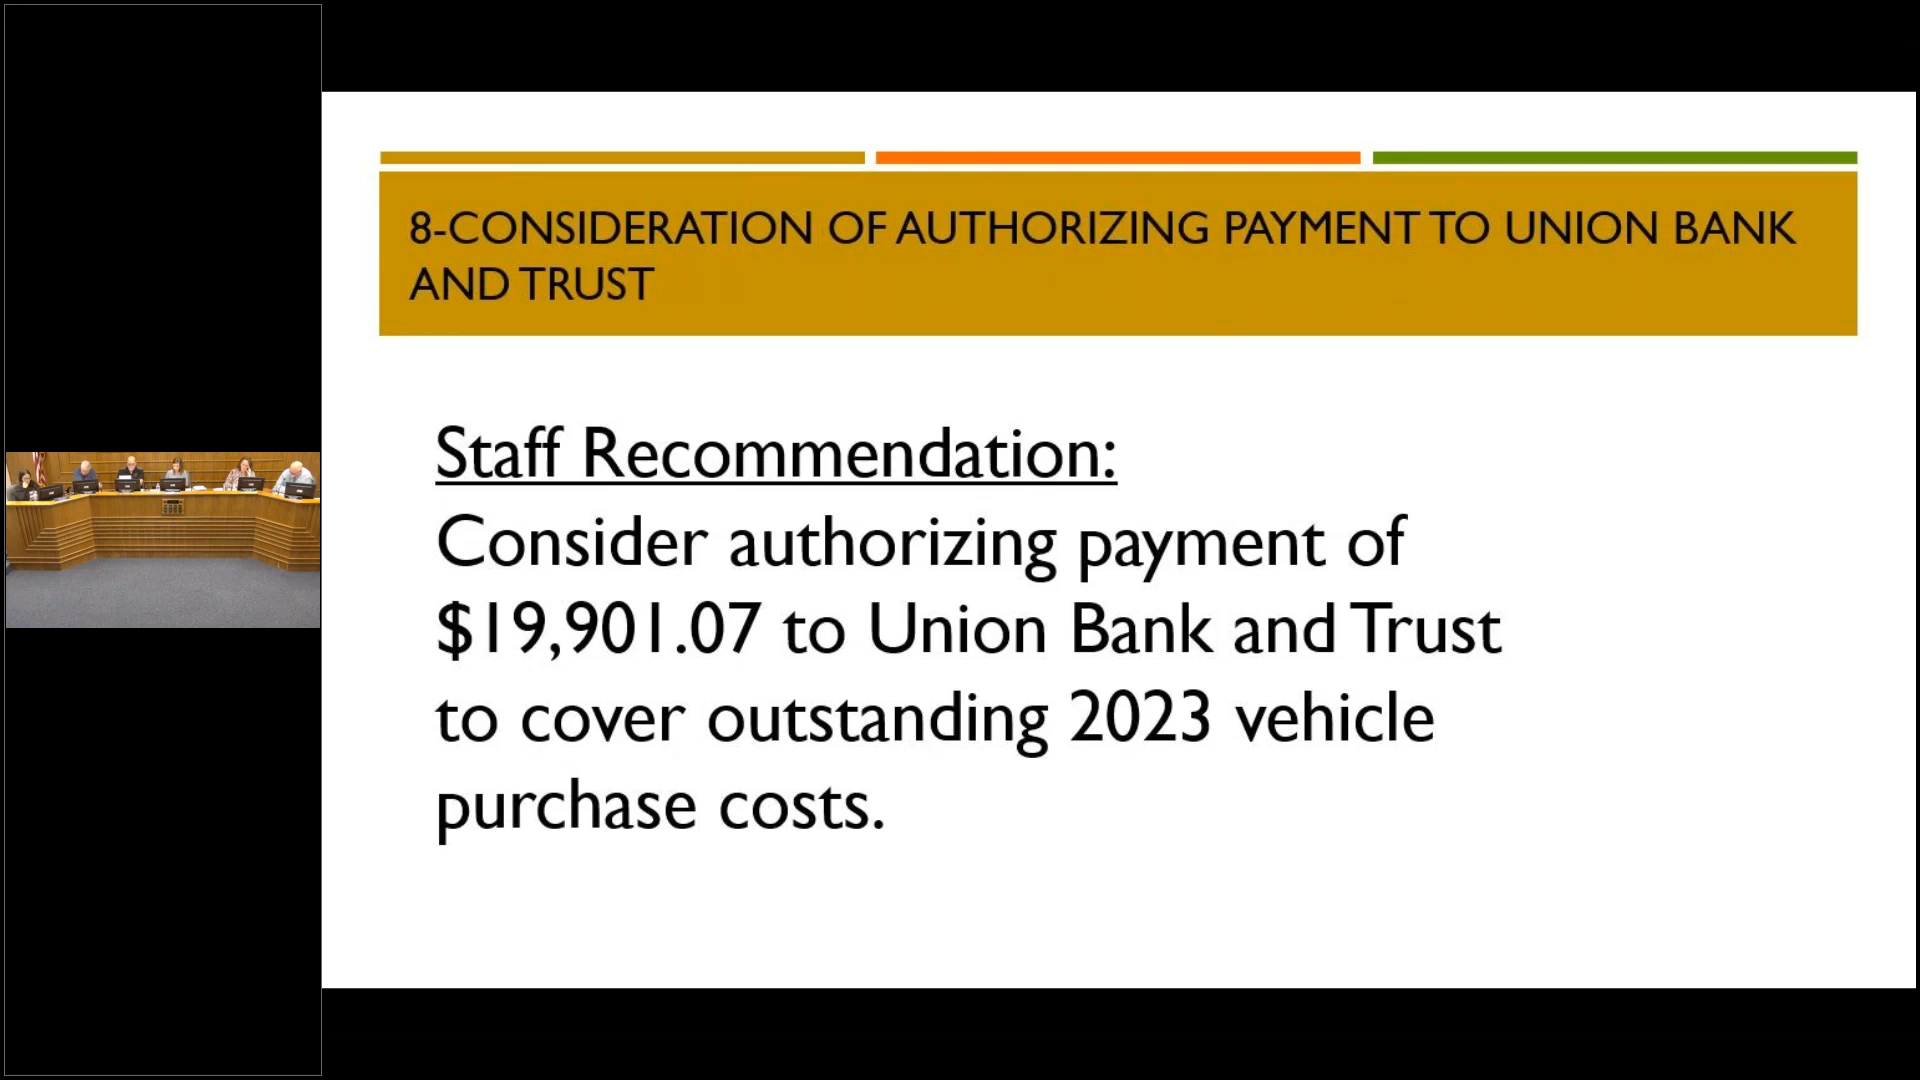 8-CONSIDERATION OF AUTHORIZING PAYMENT TO UNION BANK
AND TRUST
Staff Recommendation:
Consider authorizing payment of
$19,901.07 to Union Bank and Trust
to cover outstanding 2023 vehicle
purchase costs.